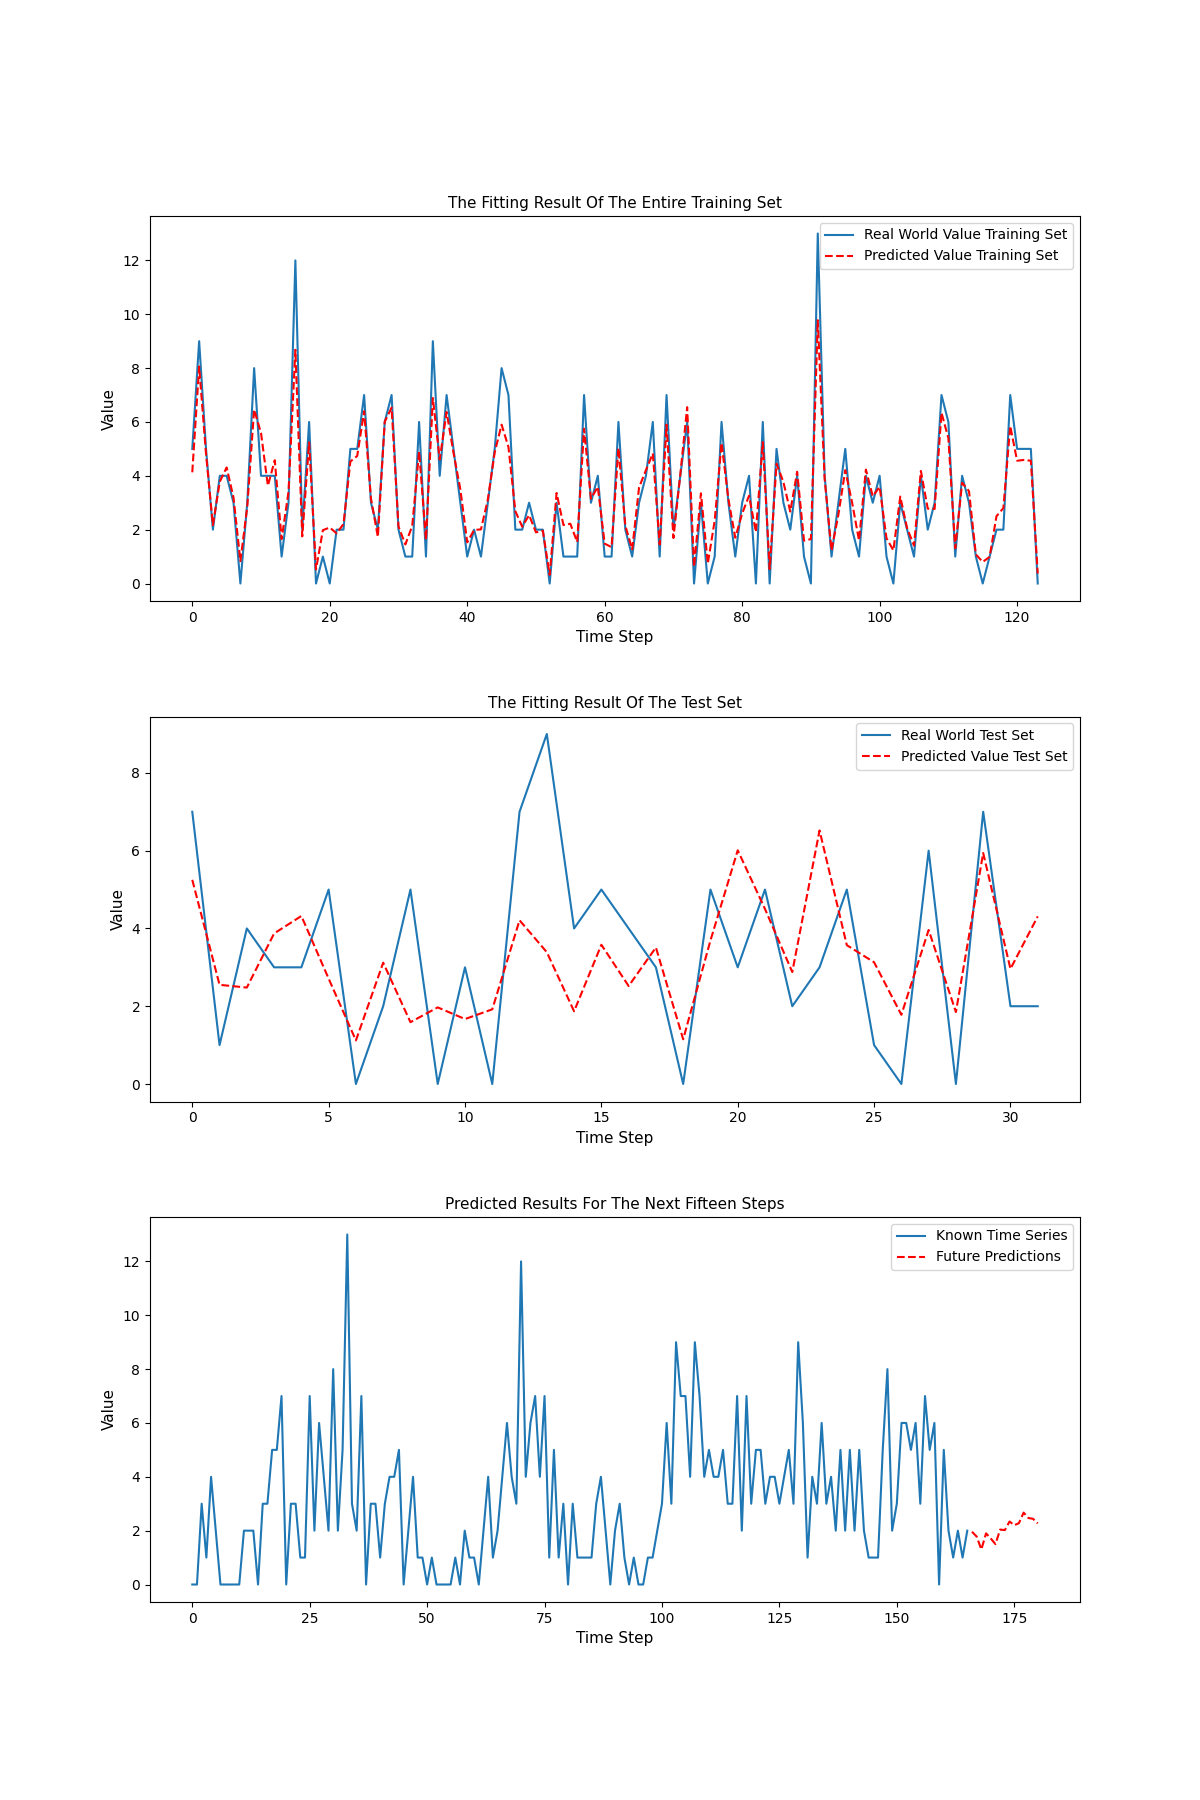 The Fitting Result Of The Entire Training Set
Real World Value Training Set
Predicted Value Training Set
Value
12
10
8
6
4
2
0
0 20 40 60 80 100 120
Time Step
The Fitting Result Of The Test Set
Real World Test Set
Predicted Value Test Set
Value
8
6
4
2
0
0 5 10 15 20 25 30
Time Step
Predicted Results For The Next Fifteen Steps
Known Time Series
Future Predictions
Value
12
10
8
6
4
2
0
0 25 50 75 100 125 150 175
Time Step